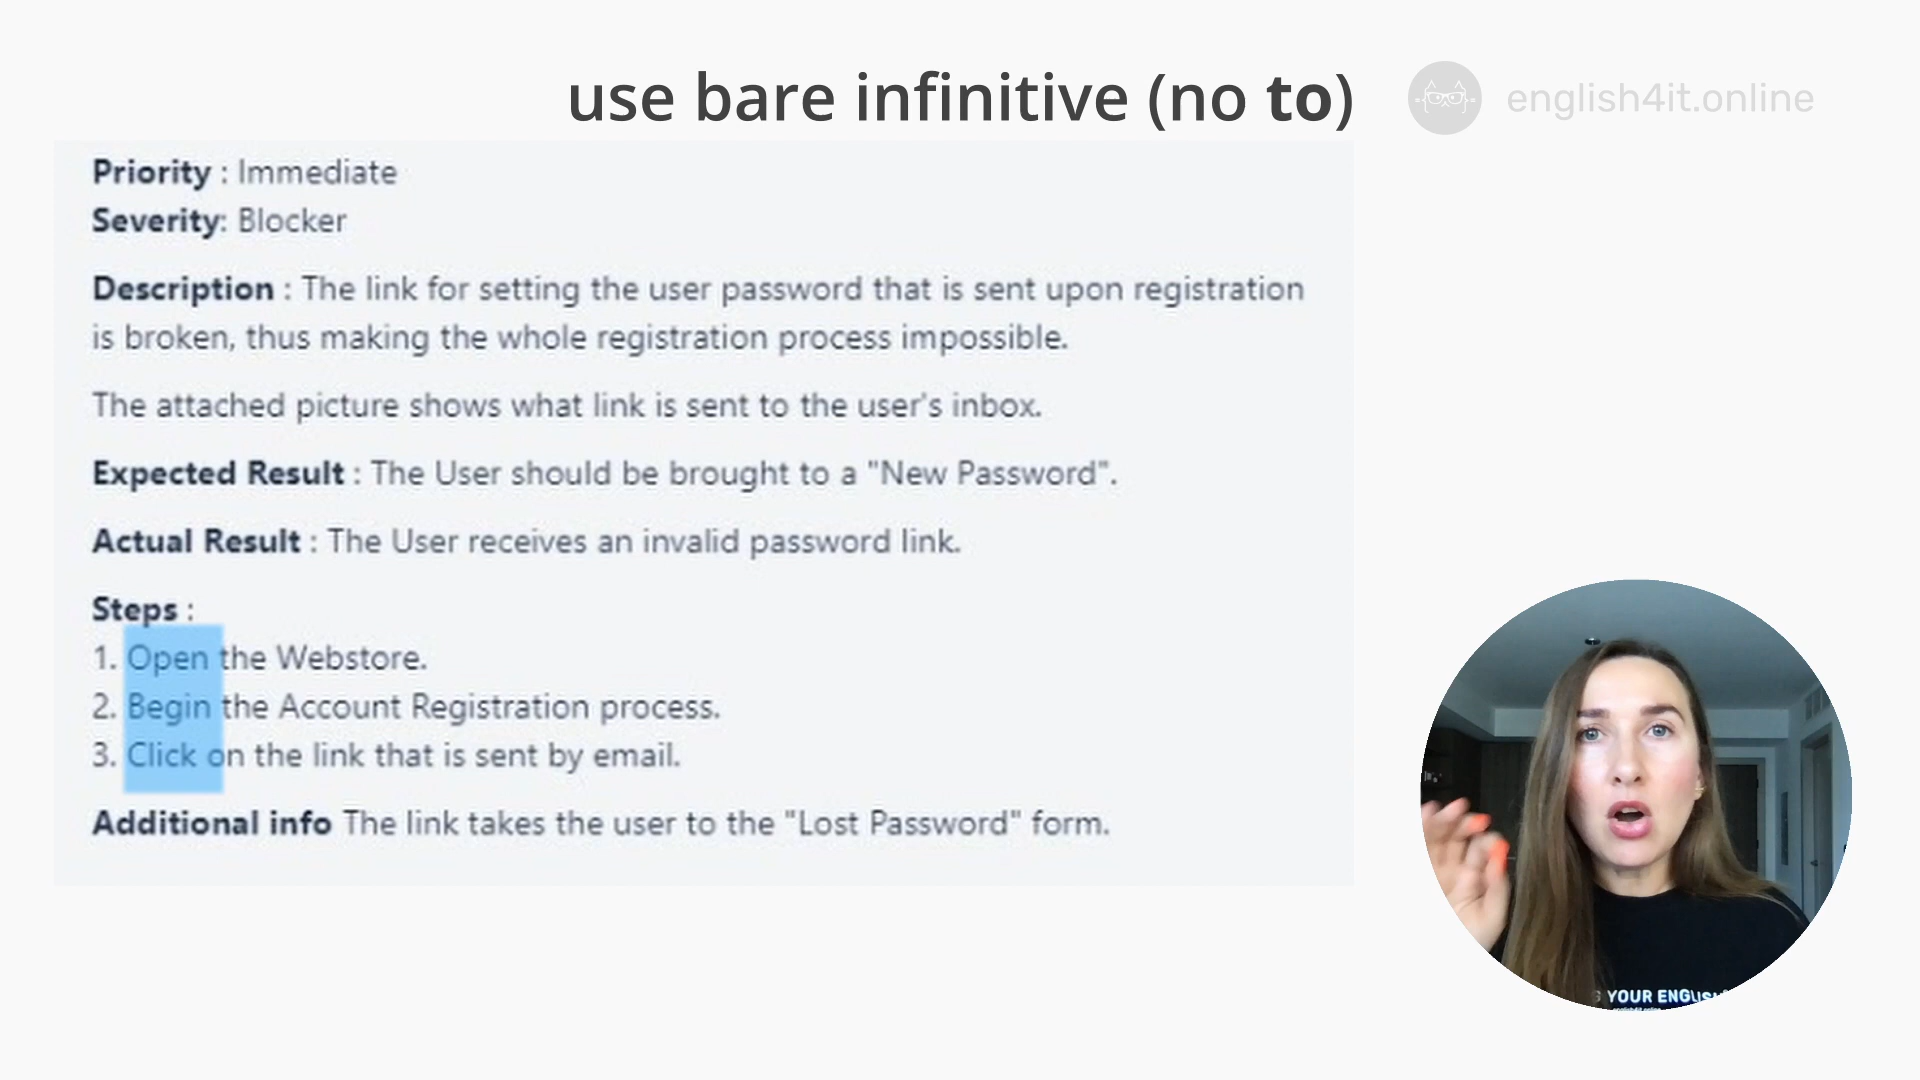 use bare infinitive (no to)
english4it.online
Priority : Immediate
Severity: Blocker
Description : The link for setting the user password that is sent upon registration
is broken, thus making the whole registration process impossible.
The attached picture shows what link is sent to the user's inbox.
Expected Result : The User should be brought to a "New Password".
Actual Result : The User receives an invalid password link.
Steps :
1. Open the Webstore.
2. Begin the Account Registration process.
3. Click on the link that is sent by email.
Additional info The link takes the user to the "Lost Password" form.
YOUR ENGLISH